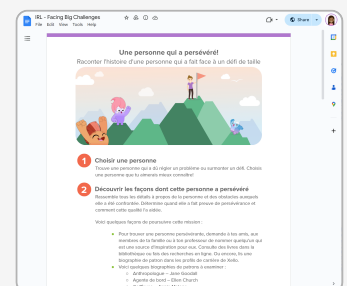 IRL - Facing Big Challenges
File Edit View Tools Help
Share
Une personne qui a persévéré!
Raconter l'histoire d'une personne qui a fait face à un défi de taille
1 Choisir une personne
Trouve une personne qui a dû régler un problème ou surmonter un défi. Choisis
une personne que tu aimerais mieux connaître!
2 Découvrir les façons dont cette personne a persévéré
Rassemble tous les détails à propos de la personne et des obstacles auxquels
elle a été confrontée. Détermine quand elle a fait preuve de persévérance et
comment cette qualité l'a aidée.
Voici quelques façons de poursuivre cette mission :
Pour trouver une personne persévérante, demande à tes amis, aux
membres de ta famille ou à ton professeur de nommer quelqu'un qui
est une source d'inspiration pour eux. Consulte des livres dans ta
bibliothèque ou fais des recherches en ligne. Ou encore, lis une
biographie de patron dans les profils de carrière de Xello.
Voici quelques biographies de patrons à examiner :
Anthropologue – Jane Goodall
Agente de bord – Ellen Church